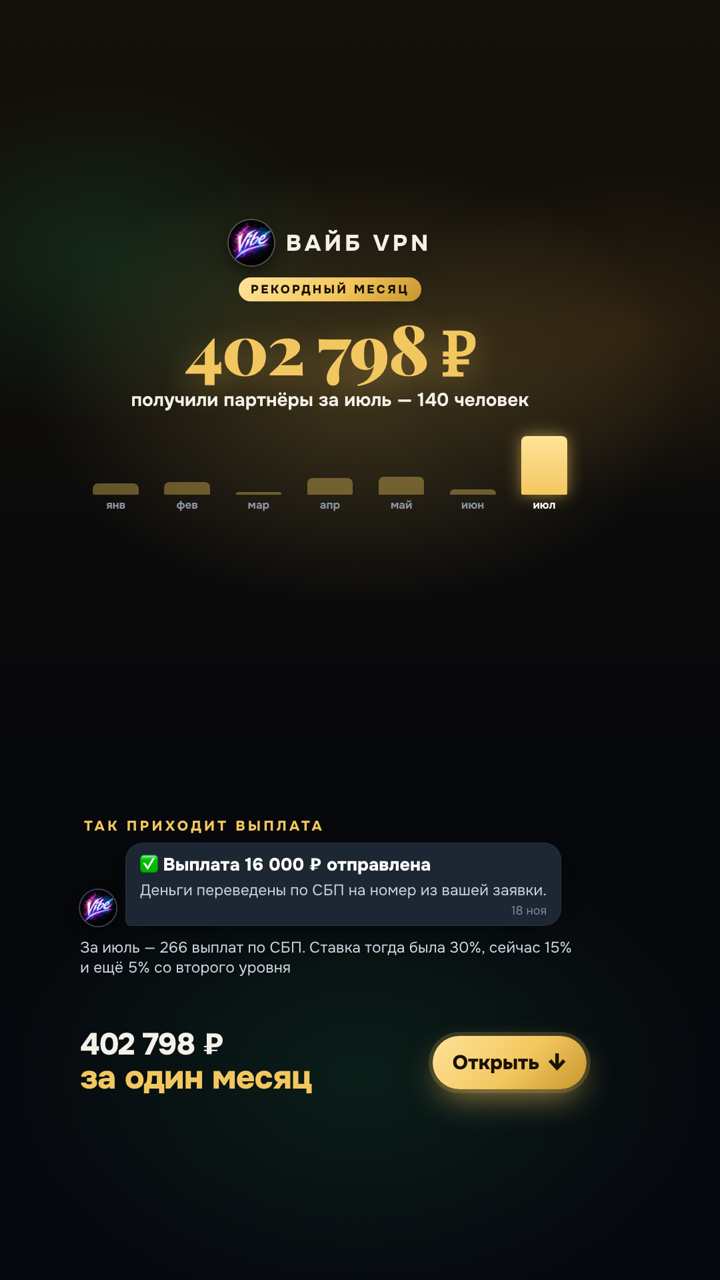 Vibe
ВАЙБ VPN
РЕКОРДНЫЙ МЕСЯЦ
402 798 ₽
получили партнёры за июль — 140 человек
янв фев мар апр май июн июл
ТАК ПРИХОДИТ ВЫПЛАТА
✅ Выплата 16 000 ₽ отправлена
Деньги переведены по СБП на номер из вашей заявки.
18 ноя
Vibe
За июль — 266 выплат по СБП. Ставка тогда была 30%, сейчас 15%
и ещё 5% со второго уровня
402 798 ₽
за один месяц
Открыть ↓